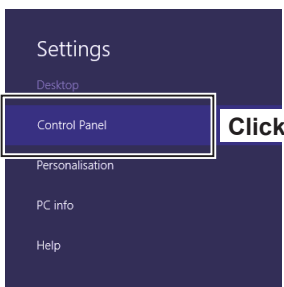 Settings
Desktop
Control Panel
Click
Personalisation
PC info
Help